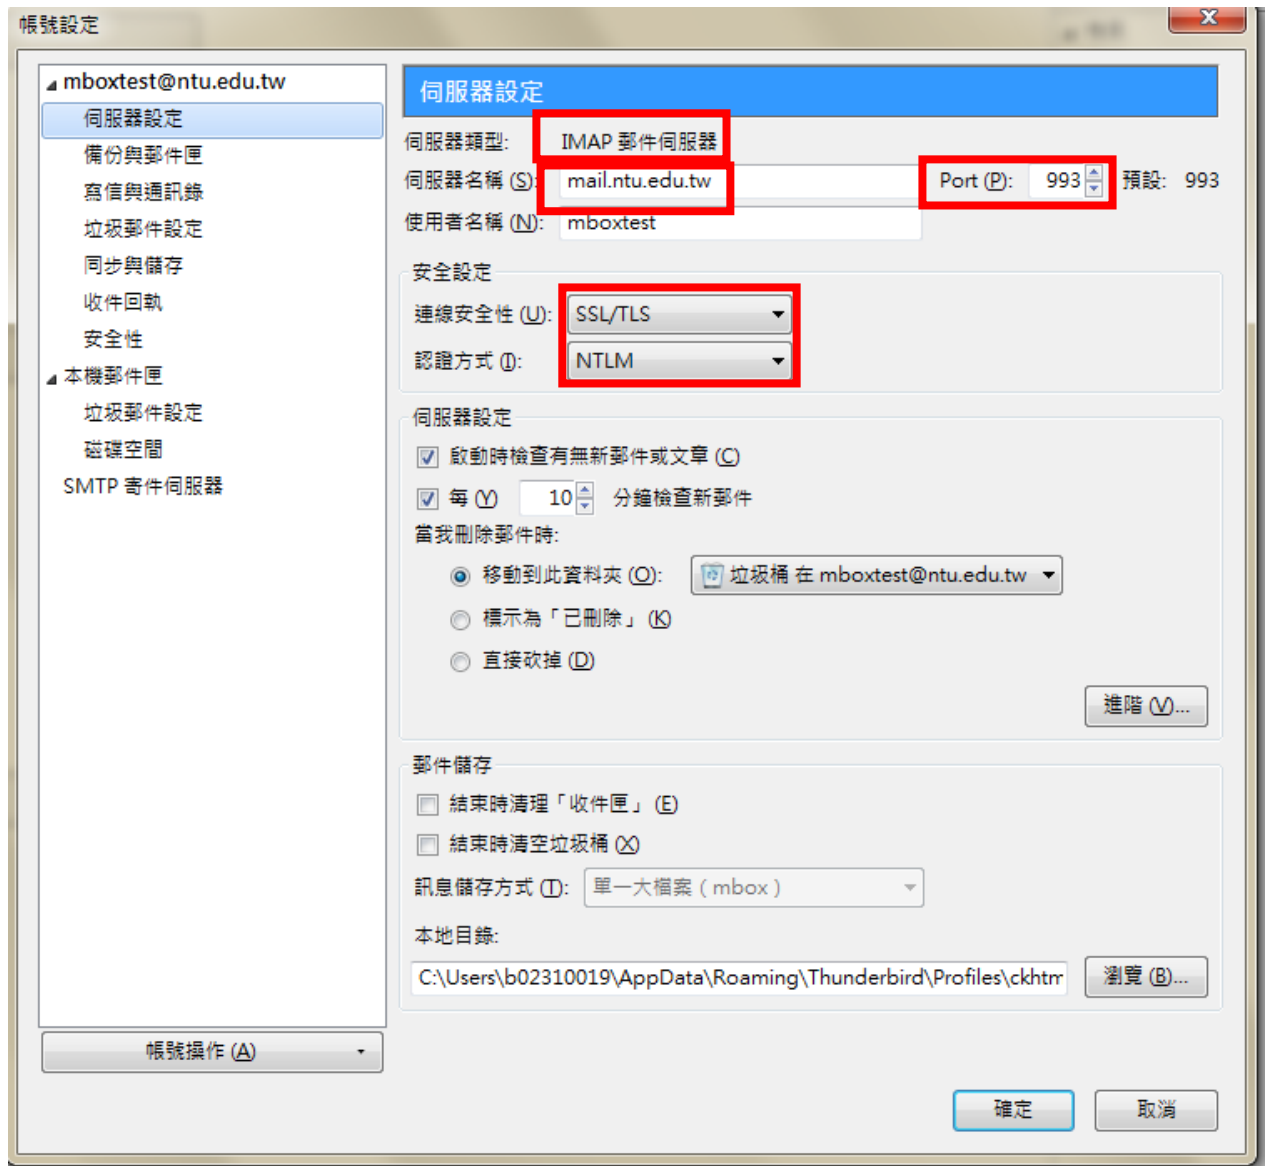 帳號設定
mboxtest@ntu.edu.tw
伺服器設定
備份與郵件匣
寫信與通訊錄
垃圾郵件設定
同步與儲存
收件回執
安全性
本機郵件匣
垃圾郵件設定
磁碟空間
SMTP 寄件伺服器
帳號操作 (A)
伺服器設定
伺服器類型: IMAP 郵件伺服器
伺服器名稱 (S): mail.ntu.edu.tw Port (P): 993 預設: 993
使用者名稱 (N): mboxtest
安全設定
連線安全性 (U): SSL/TLS
認證方式 (I): NTLM
伺服器設定
啟動時檢查有無新郵件或文章 (C)
每 (Y) 10 分鐘檢查新郵件
當我刪除郵件時:
移動到此資料夾 (O): 垃圾桶 在 mboxtest@ntu.edu.tw
標示為「已刪除」 (K)
直接砍掉 (D)
進階 (V)...
郵件儲存
結束時清理「收件匣」 (E)
結束時清空垃圾桶 (X)
訊息儲存方式 (T): 單一大檔案 ( mbox )
本地目錄:
C:\Users\b02310019\AppData\Roaming\Thunderbird\Profiles\ckhtm 瀏覽 (B)...
確定 取消